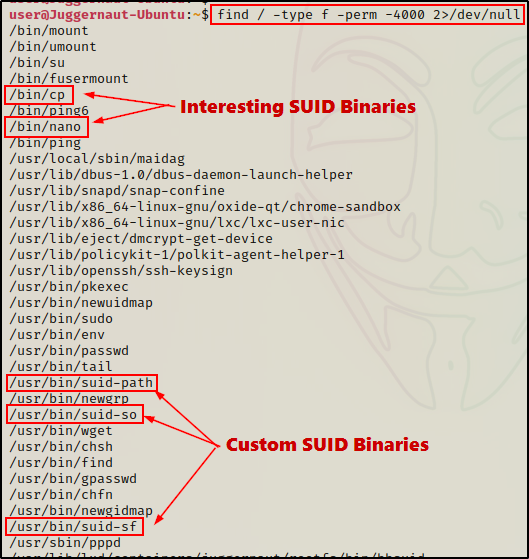 user@Juggernaut-Ubuntu:~$ find / -type f -perm -4000 2>/dev/null
/bin/mount
/bin/umount
/bin/su
/bin/fusermount
/bin/cp
/bin/ping6
Interesting SUID Binaries
/bin/nano
/bin/ping
/usr/local/sbin/maidag
/usr/lib/dbus-1.0/dbus-daemon-launch-helper
/usr/lib/snapd/snap-confine
/usr/lib/x86_64-linux-gnu/oxide-qt/chrome-sandbox
/usr/lib/x86_64-linux-gnu/lxc/lxc-user-nic
/usr/lib/eject/dmcrypt-get-device
/usr/lib/policykit-1/polkit-agent-helper-1
/usr/lib/openssh/ssh-keysign
/usr/bin/pkexec
/usr/bin/newuidmap
/usr/bin/sudo
/usr/bin/env
/usr/bin/passwd
/usr/bin/tail
/usr/bin/suid-path
/usr/bin/newgrp
/usr/bin/suid-so
/usr/bin/wget
/usr/bin/chsh
Custom SUID Binaries
/usr/bin/find
/usr/bin/gpasswd
/usr/bin/chfn
/usr/bin/newgidmap
/usr/bin/suid-sf
/usr/sbin/pppd